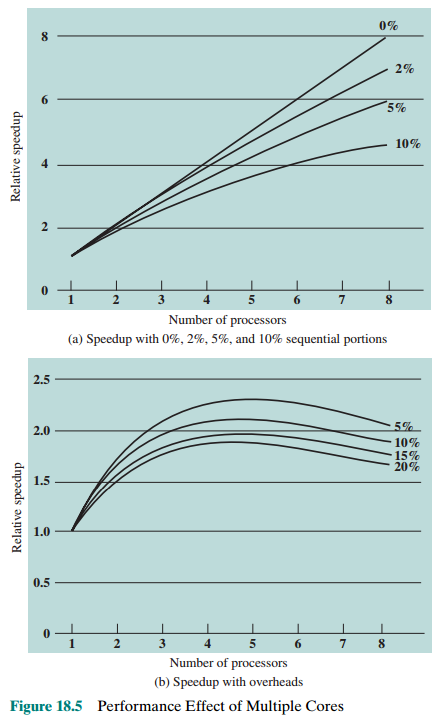 0%
8
2%
6
5%
10%
4
2
0
1 2 3 4 5 6 7 8
Relative speedup
Number of processors
(a) Speedup with 0%, 2%, 5%, and 10% sequential portions
2.5
2.0
5%
10%
15%
20%
1.5
1.0
0.5
0
1 2 3 4 5 6 7 8
Relative speedup
Number of processors
(b) Speedup with overheads
Figure 18.5 Performance Effect of Multiple Cores